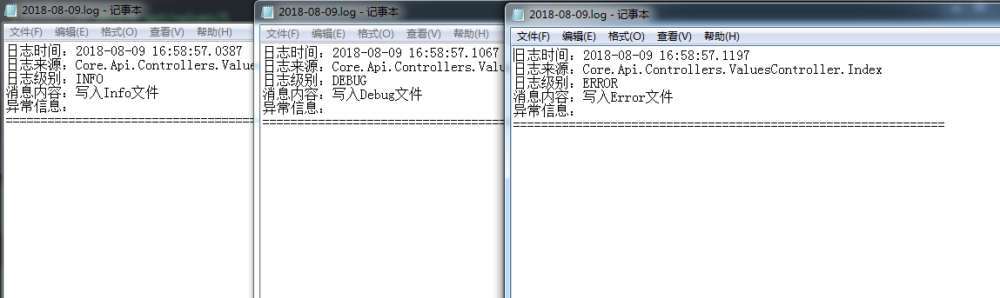 2018-08-09.log - 记事本
文件(F) 编辑(E) 格式(O) 查看(V) 帮助(H)
日志时间：2018-08-09 16:58:57.0387
日志来源：Core.Api.Controllers.Value
日志级别：INFO
消息内容：写入Info文件
异常信息：
=====================================
2018-08-09.log - 记事本
文件(F) 编辑(E) 格式(O) 查看(V) 帮助(H)
日志时间：2018-08-09 16:58:57.1067
日志来源：Core.Api.Controllers.Valu
日志级别：DEBUG
消息内容：写入Debug文件
异常信息：
===================================
2018-08-09.log - 记事本
文件(F) 编辑(E) 格式(O) 查看(V) 帮助(H)
日志时间：2018-08-09 16:58:57.1197
日志来源：Core.Api.Controllers.ValuesController.Index
日志级别：ERROR
消息内容：写入Error文件
异常信息：
==============================================================